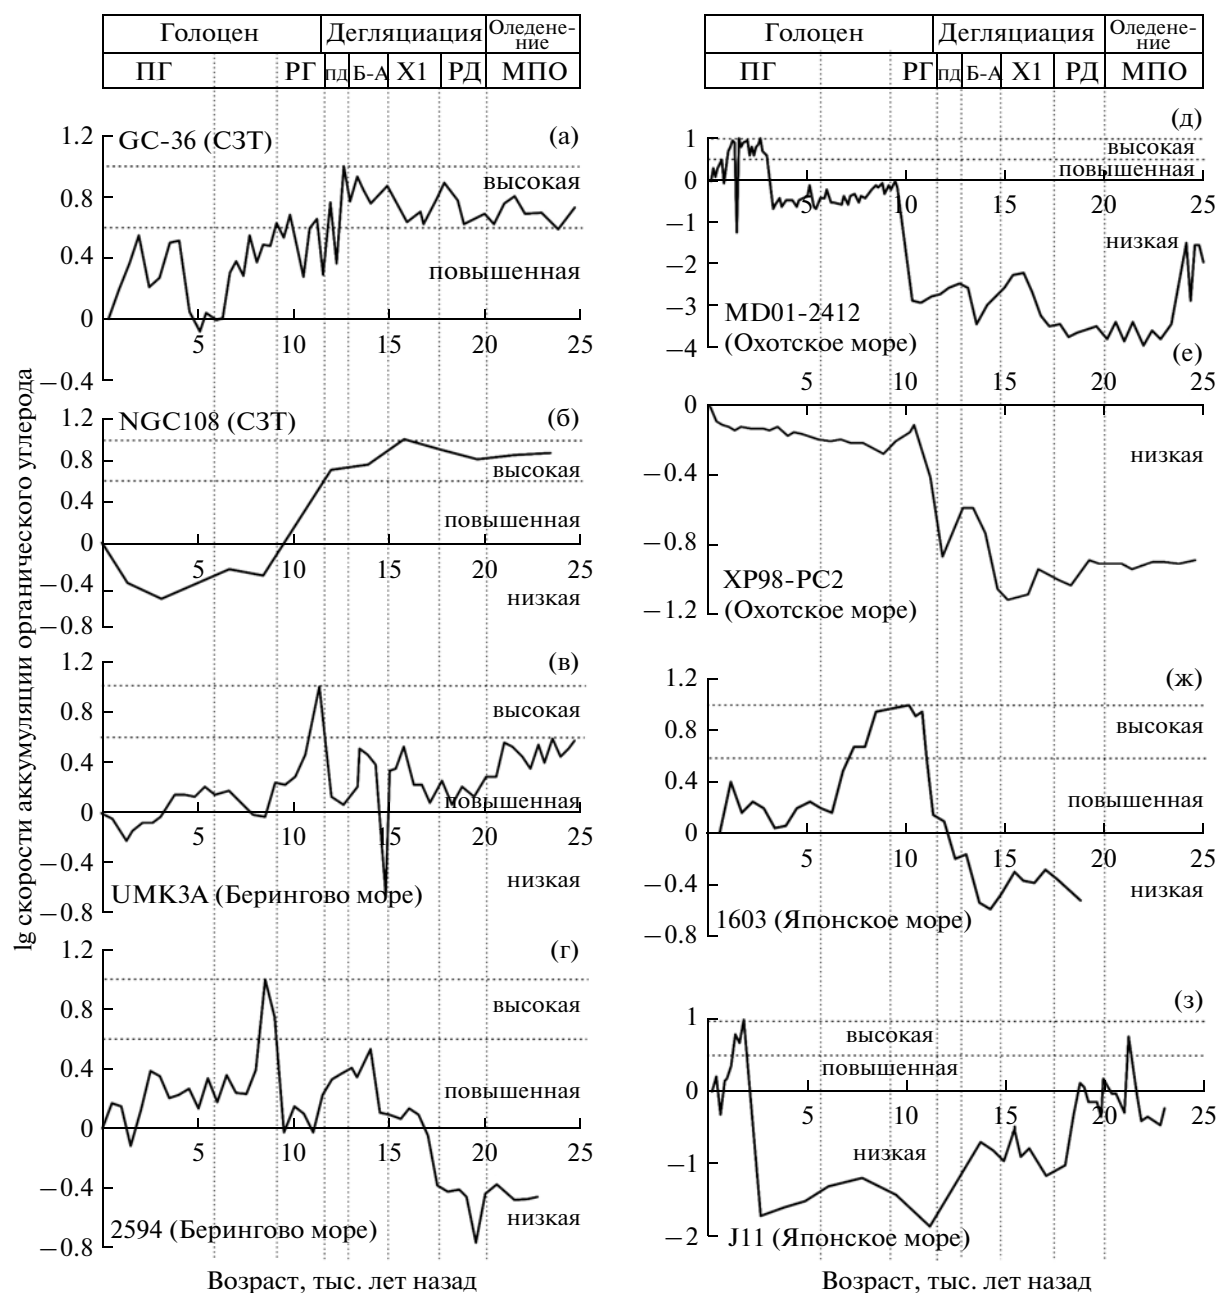 Голоцен
Дегляциация
Оледене-
ние
ПГ
РГ
ПД
Б-А
Х1
РД
МПО
lg скорости аккумуляции органического углерода
GC-36 (СЗТ)
(а)
1.2
0.8
0.4
0
−0.4
высокая
повышенная
5
10
15
20
25
NGC108 (СЗТ)
(б)
1.2
0.8
0.4
0
−0.4
−0.8
высокая
повышенная
5
10
15
20
25
низкая
(в)
1.2
0.8
0.4
0
−0.4
−0.8
высокая
повышенная
5
10
15
20
25
низкая
UMK3A (Берингово море)
(г)
1.2
0.8
0.4
0
−0.4
−0.8
высокая
повышенная
5
10
15
20
25
низкая
2594 (Берингово море)
Возраст, тыс. лет назад
Голоцен
Дегляциация
Оледене-
ние
ПГ
РГ
ПД
Б-А
Х1
РД
МПО
(д)
1
0
−1
−2
−3
−4
высокая
повышенная
5
10
15
20
25
низкая
MD01-2412
(Охотское море)
(е)
5
10
15
20
25
0
−0.4
−0.8
−1.2
низкая
XP98-PC2
(Охотское море)
(ж)
1.2
0.8
0.4
0
−0.4
−0.8
высокая
повышенная
5
10
15
20
25
низкая
1603 (Японское море)
(з)
1
0
−1
−2
высокая
повышенная
5
10
15
20
25
низкая
J11 (Японское море)
Возраст, тыс. лет назад